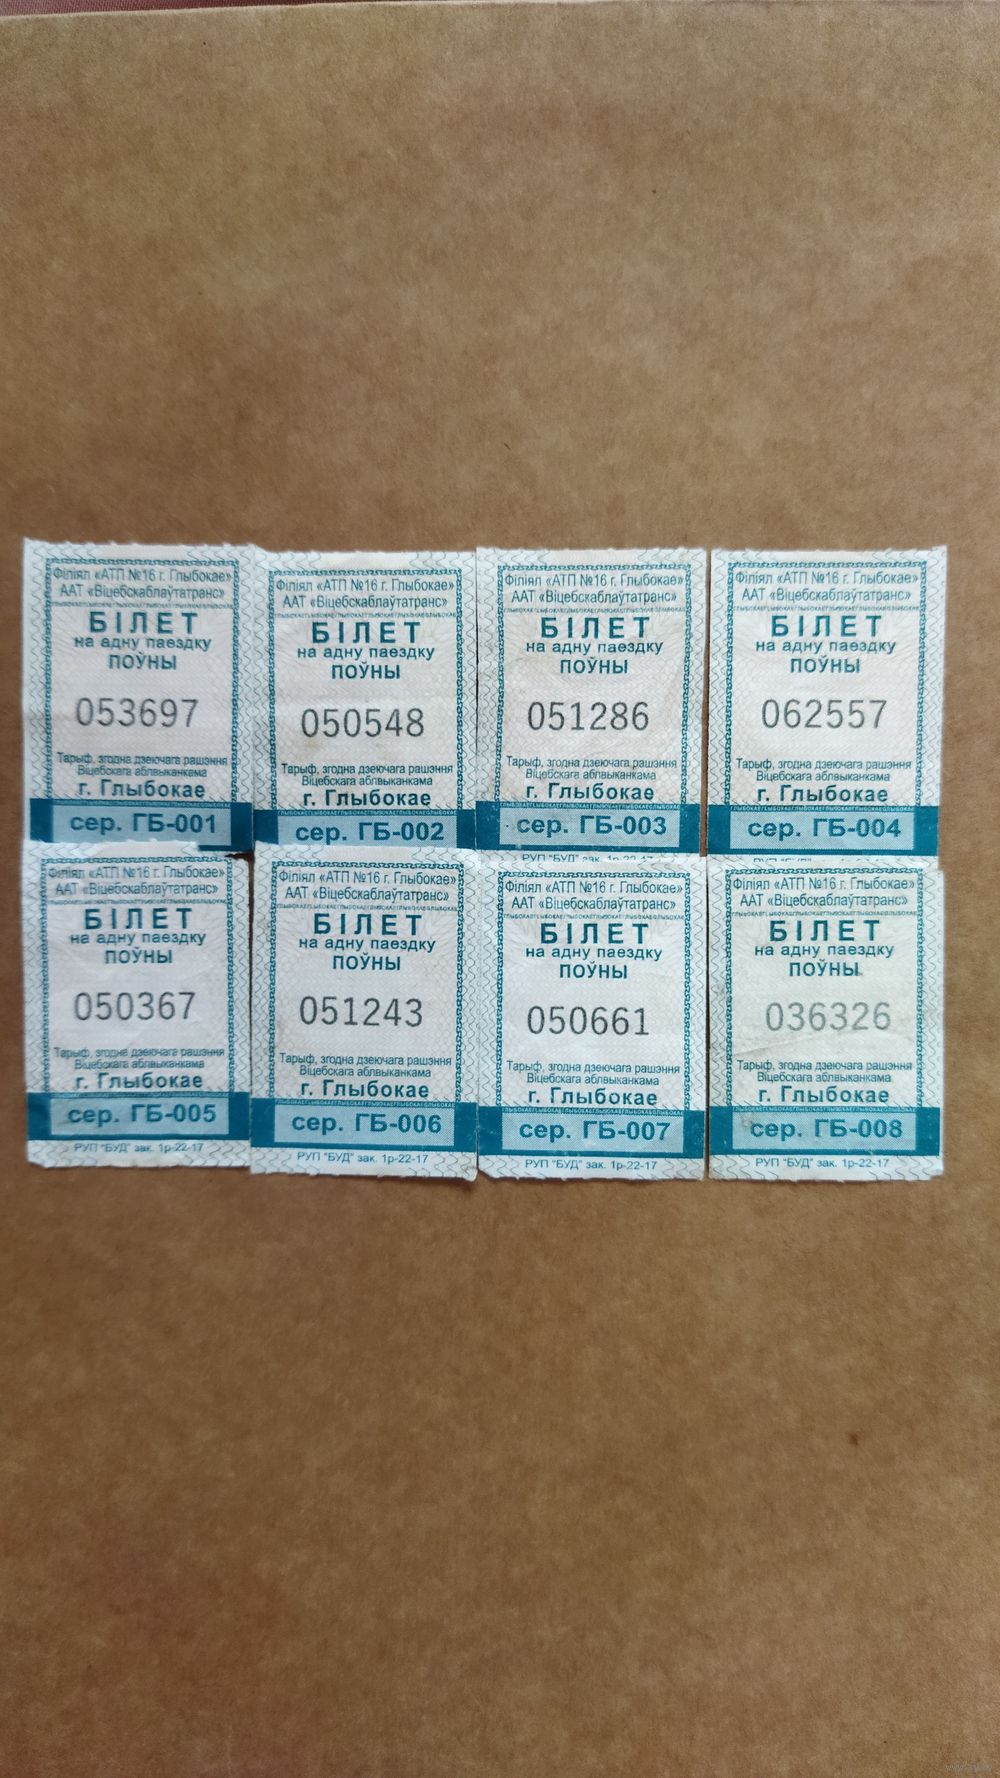 Філіял «АТП №16 г. Глыбокае»
ААТ «Віцебскаблаўтатранс»
БІЛЕТ
на адну паездку
ПОЎНЫ
053697
Тарыф, згодна дзеючага рашэння
Віцебскага аблвыканкама
г. Глыбокае
сер. ГБ-001
Філіял «АТП №16 г. Глыбокае»
ААТ «Віцебскаблаўтатранс»
БІЛЕТ
на адну паездку
ПОЎНЫ
050548
Тарыф, згодна дзеючага рашэння
Віцебскага аблвыканкама
г. Глыбокае
сер. ГБ-002
Філіял «АТП №16 г. Глыбокае»
ААТ «Віцебскаблаўтатранс»
БІЛЕТ
на адну паездку
ПОЎНЫ
051286
Тарыф, згодна дзеючага рашэння
Віцебскага аблвыканкама
г. Глыбокае
сер. ГБ-003
РУП "БУД" зак. 1р-22-17
Філіял «АТП №16 г. Глыбокае»
ААТ «Віцебскаблаўтатранс»
БІЛЕТ
на адну паездку
ПОЎНЫ
062557
Тарыф, згодна дзеючага рашэння
Віцебскага аблвыканкама
г. Глыбокае
сер. ГБ-004
Філіял «АТП №16 г. Глыбокае»
ААТ «Віцебскаблаўтатранс»
БІЛЕТ
на адну паездку
ПОЎНЫ
050367
Тарыф, згодна дзеючага рашэння
Віцебскага аблвыканкама
г. Глыбокае
сер. ГБ-005
РУП "БУД" зак. 1р-22-17
Філіял «АТП №16 г. Глыбокае»
ААТ «Віцебскаблаўтатранс»
БІЛЕТ
на адну паездку
ПОЎНЫ
051243
Тарыф, згодна дзеючага рашэння
Віцебскага аблвыканкама
г. Глыбокае
сер. ГБ-006
РУП "БУД" зак. 1р-22-17
Філіял «АТП №16 г. Глыбокае»
ААТ «Віцебскаблаўтатранс»
БІЛЕТ
на адну паездку
ПОЎНЫ
050661
Тарыф, згодна дзеючага рашэння
Віцебскага аблвыканкама
г. Глыбокае
сер. ГБ-007
РУП "БУД" зак. 1р-22-17
Філіял «АТП №16 г. Глыбокае»
ААТ «Віцебскаблаўтатранс»
БІЛЕТ
на адну паездку
ПОЎНЫ
036326
Тарыф, згодна дзеючага рашэння
Віцебскага аблвыканкама
г. Глыбокае
сер. ГБ-008
РУП "БУД" зак. 1р-22-17